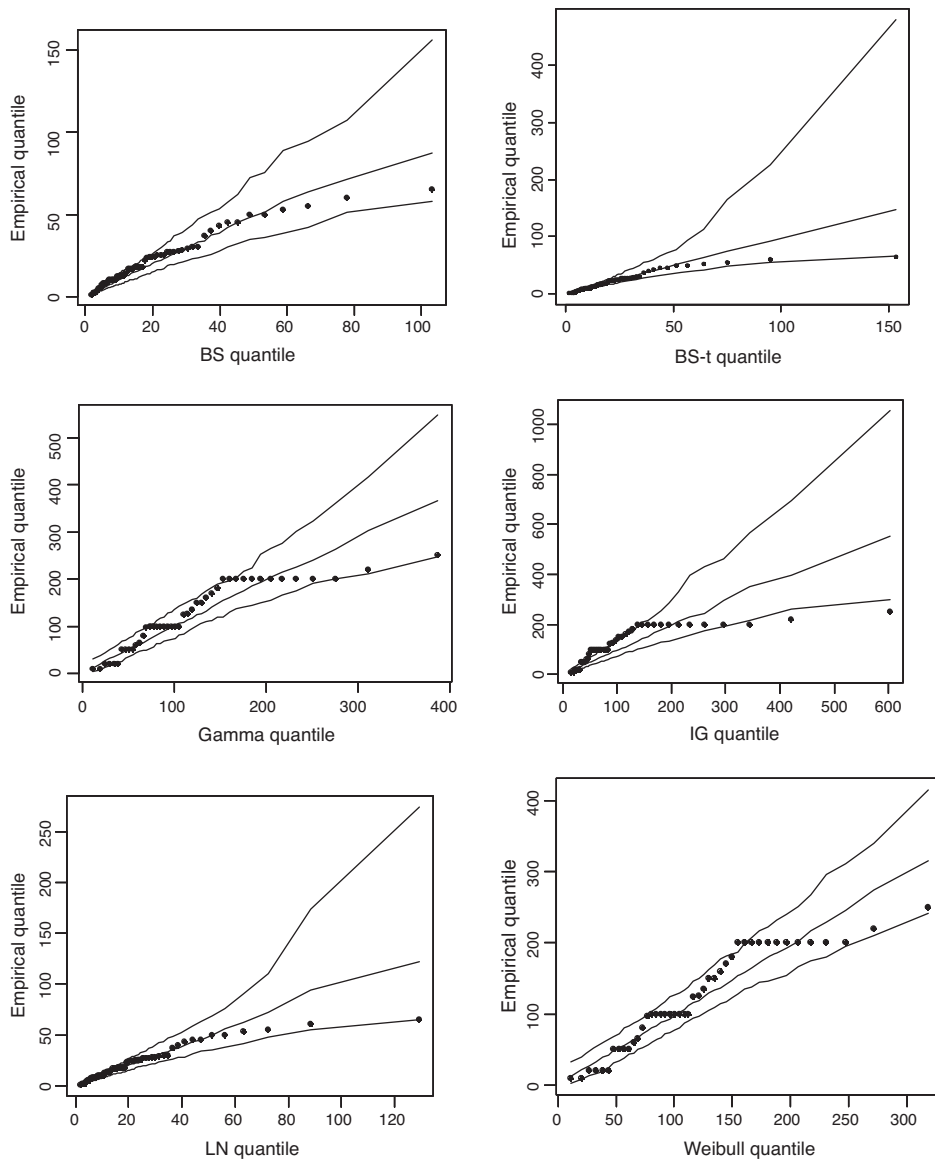 Empirical quantile
150
100
50
0
0 20 40 60 80 100
BS quantile
Empirical quantile
400
300
200
100
0
0 50 100 150
BS-t quantile
Empirical quantile
500
400
300
200
100
0
0 100 200 300 400
Gamma quantile
Empirical quantile
1000
800
600
400
200
0
0 100 200 300 400 500 600
IG quantile
Empirical quantile
250
200
150
100
50
0
0 20 40 60 80 100 120
LN quantile
Empirical quantile
400
300
200
100
0
0 50 100 150 200 250 300
Weibull quantile